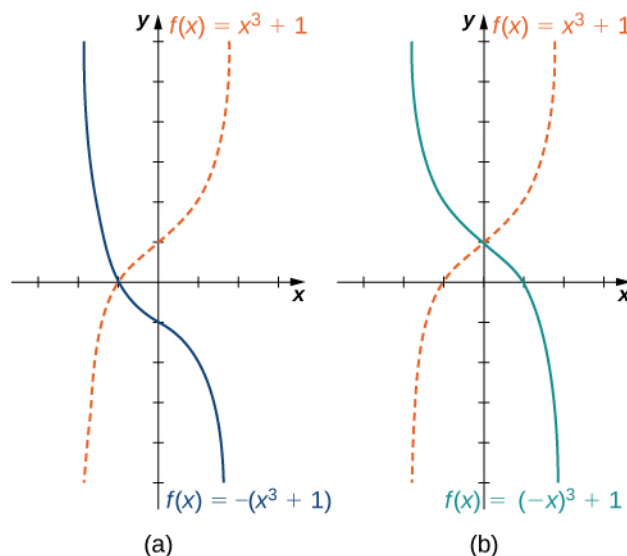 y
f(x) = x³ + 1
x
f(x) = –(x³ + 1)
(a)
y
f(x) = x³ + 1
x
f(x) = (–x)³ + 1
(b)